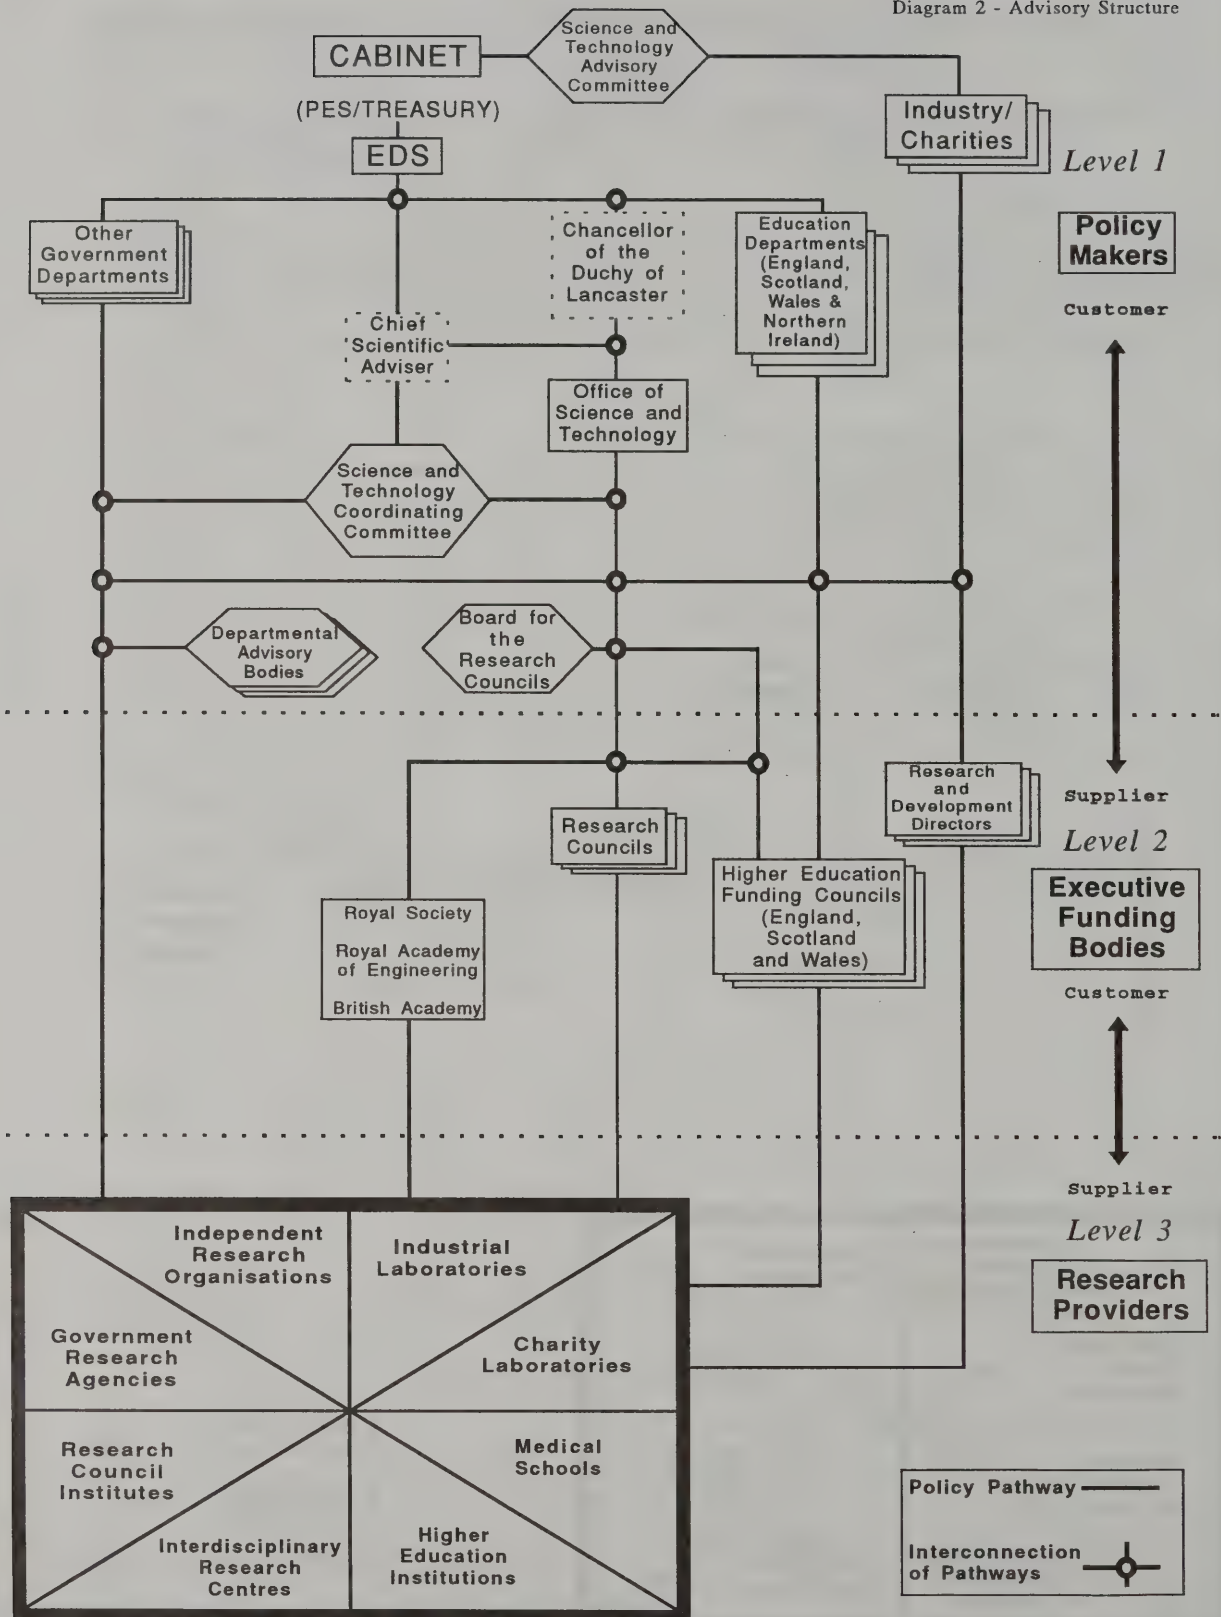 Diagram 2 - Advisory Structure
CABINET
Science and
Technology
Advisory
Committee
(PES/TREASURY)
EDS
Industry/
Charities
Level 1
Other
Government
Departments
Chancellor
of the
Duchy of
Lancaster
Education
Departments
(England,
Scotland,
Wales &
Northern
Ireland)
Policy
Makers
Customer
Chief
Scientific
Adviser
Office of
Science and
Technology
Science and
Technology
Coordinating
Committee
Departmental
Advisory
Bodies
Board for
the
Research
Councils
Research
and
Development
Directors
Supplier
Level 2
Research
Councils
Higher Education
Funding Councils
(England,
Scotland
and Wales)
Executive
Funding
Bodies
Customer
Royal Society
Royal Academy
of Engineering
British Academy
Supplier
Level 3
Research
Providers
Independent
Research
Organisations
Industrial
Laboratories
Government
Research
Agencies
Charity
Laboratories
Research
Council
Institutes
Medical
Schools
Interdisciplinary
Research
Centres
Higher
Education
Institutions
Policy Pathway
Interconnection
of Pathways